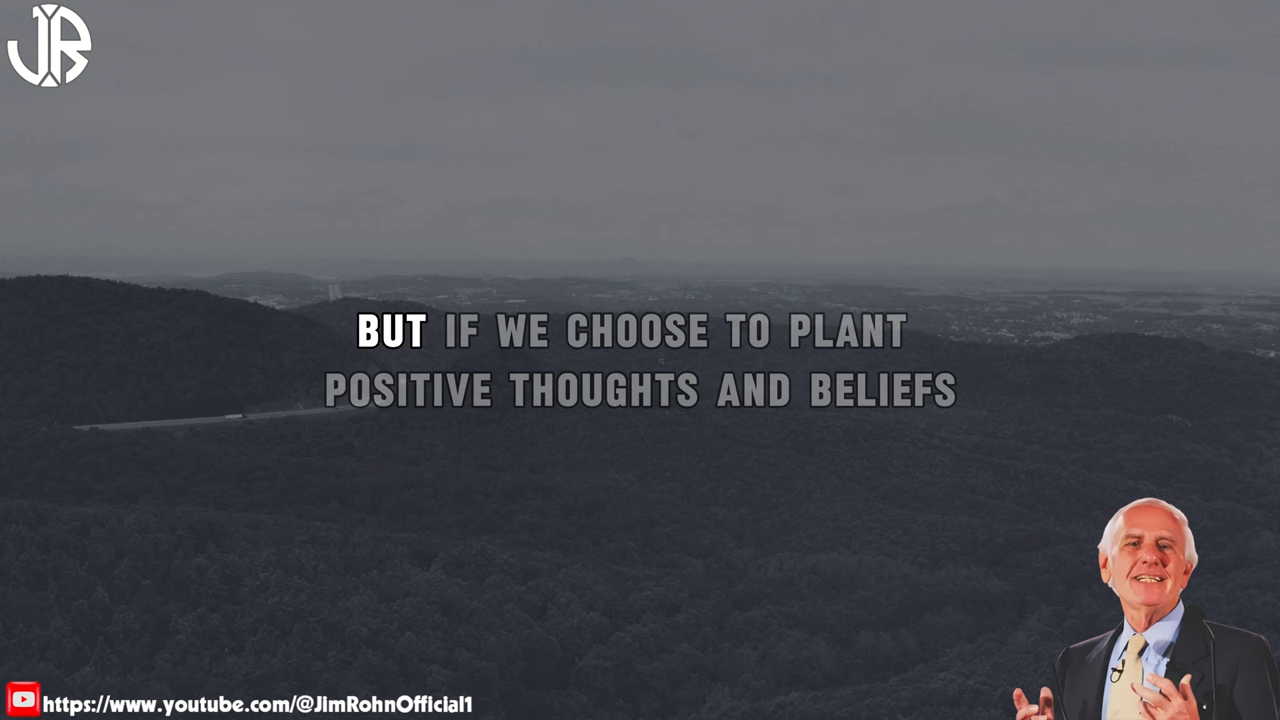 JR
BUT IF WE CHOOSE TO PLANT
POSITIVE THOUGHTS AND BELIEFS
https://www.youtube.com/@JimRohnOfficial1